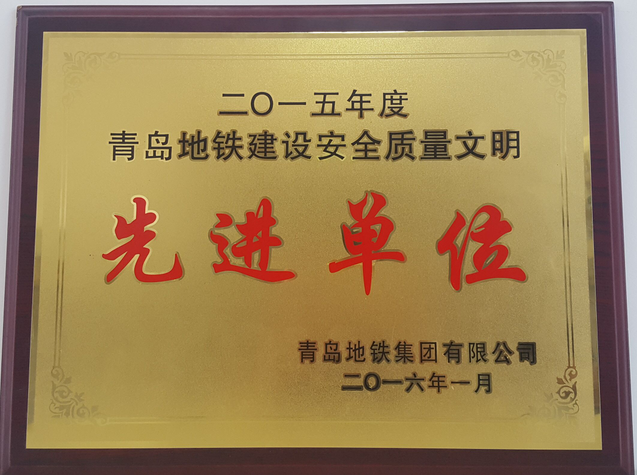 二〇一五年度
青岛地铁建设安全质量文明
先进单位
青岛地铁集团有限公司
二〇一六年一月